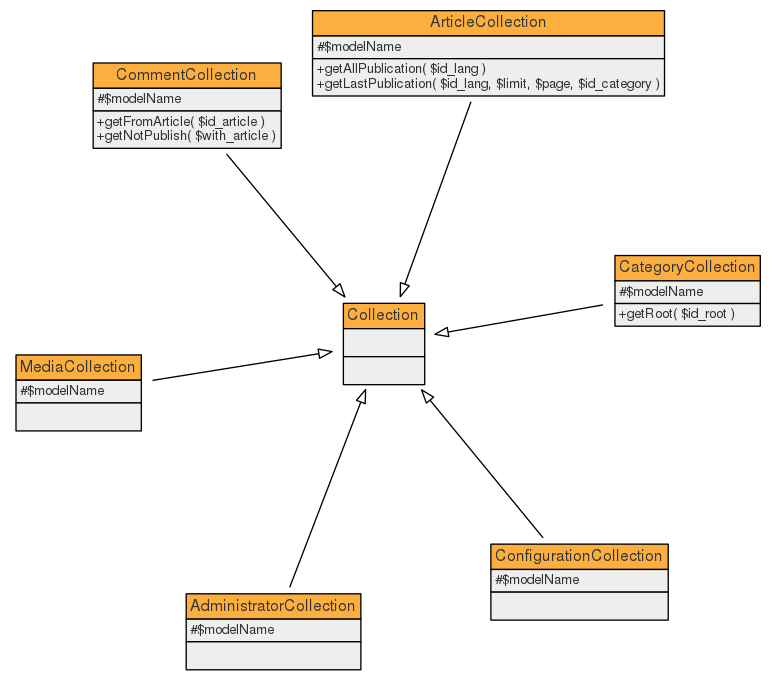 ArticleCollection
#$modelName
+getAllPublication( $id_lang )
+getLastPublication( $id_lang, $limit, $page, $id_category )
CommentCollection
#$modelName
+getFromArticle( $id_article )
+getNotPublish( $with_article )
CategoryCollection
#$modelName
+getRoot( $id_root )
Collection
MediaCollection
#$modelName
ConfigurationCollection
#$modelName
AdministratorCollection
#$modelName